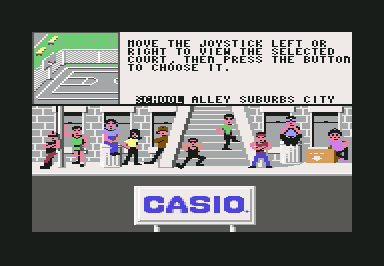 MOVE THE JOYSTICK LEFT OR
RIGHT TO VIEW THE SELECTED
COURT, THEN PRESS THE BUTTON
TO CHOOSE IT.
SCHOOL ALLEY SUBURBS CITY
CASIO.